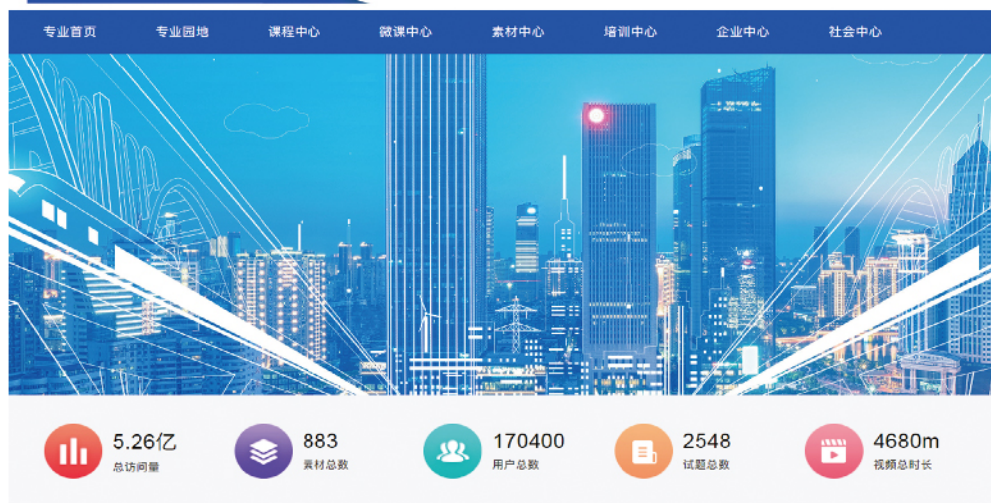 专业首页 专业园地 课程中心 微课中心 素材中心 培训中心 企业中心 社会中心
5.26亿 883 170400 2548 4680m
总访问量 素材总数 用户总数 试题总数 视频总时长